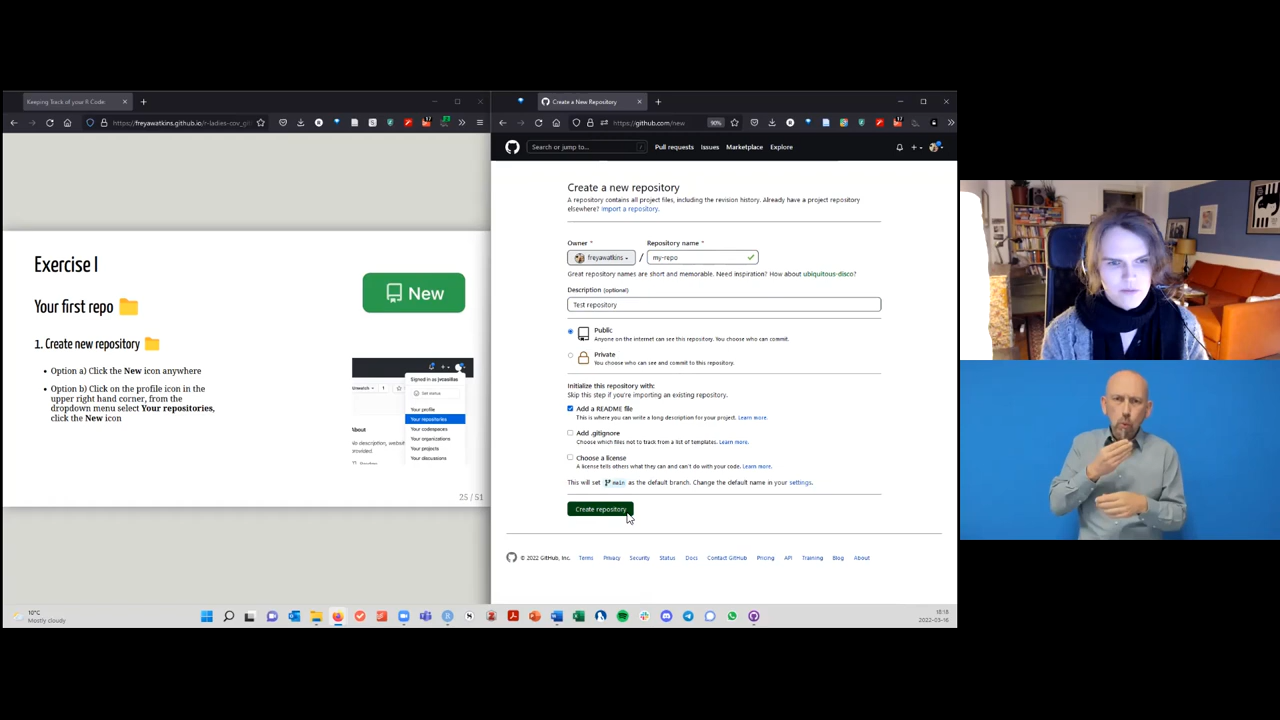 Keeping Track of your R Code:
https://freyawatkins.github.io/r-ladies-cov_gi
Exercise I
Your first repo
New
1. Create new repository
Option a) Click the New icon anywhere
Option b) Click on the profile icon in the
upper right hand corner, from the
dropdown menu select Your repositories,
click the New icon
Signed in as jvcasillas
Set status
Your profile
Your repositories
Your codespaces
Your organizations
Your projects
Your discussions
About
25 / 51
Create a New Repository
https://github.com/new
90%
Search or jump to...
/
Pull requests
Issues
Marketplace
Explore
Create a new repository
A repository contains all project files, including the revision history. Already have a project repository
elsewhere? Import a repository.
Owner *
Repository name *
freyawatkins
/
my-repo
Great repository names are short and memorable. Need inspiration? How about ubiquitous-disco?
Description (optional)
Test repository
Public
Anyone on the internet can see this repository. You choose who can commit.
Private
You choose who can see and commit to this repository.
Initialize this repository with:
Skip this step if you're importing an existing repository.
Add a README file
This is where you can write a long description for your project. Learn more.
Add .gitignore
Choose which files not to track from a list of templates. Learn more.
Choose a license
A license tells others what they can and can't do with your code. Learn more.
This will set main as the default branch. Change the default name in your settings.
Create repository
© 2022 GitHub, Inc.
Terms
Privacy
Security
Status
Docs
Contact GitHub
Pricing
API
Training
Blog
About
10°C
Mostly cloudy
18:18
2022-03-16